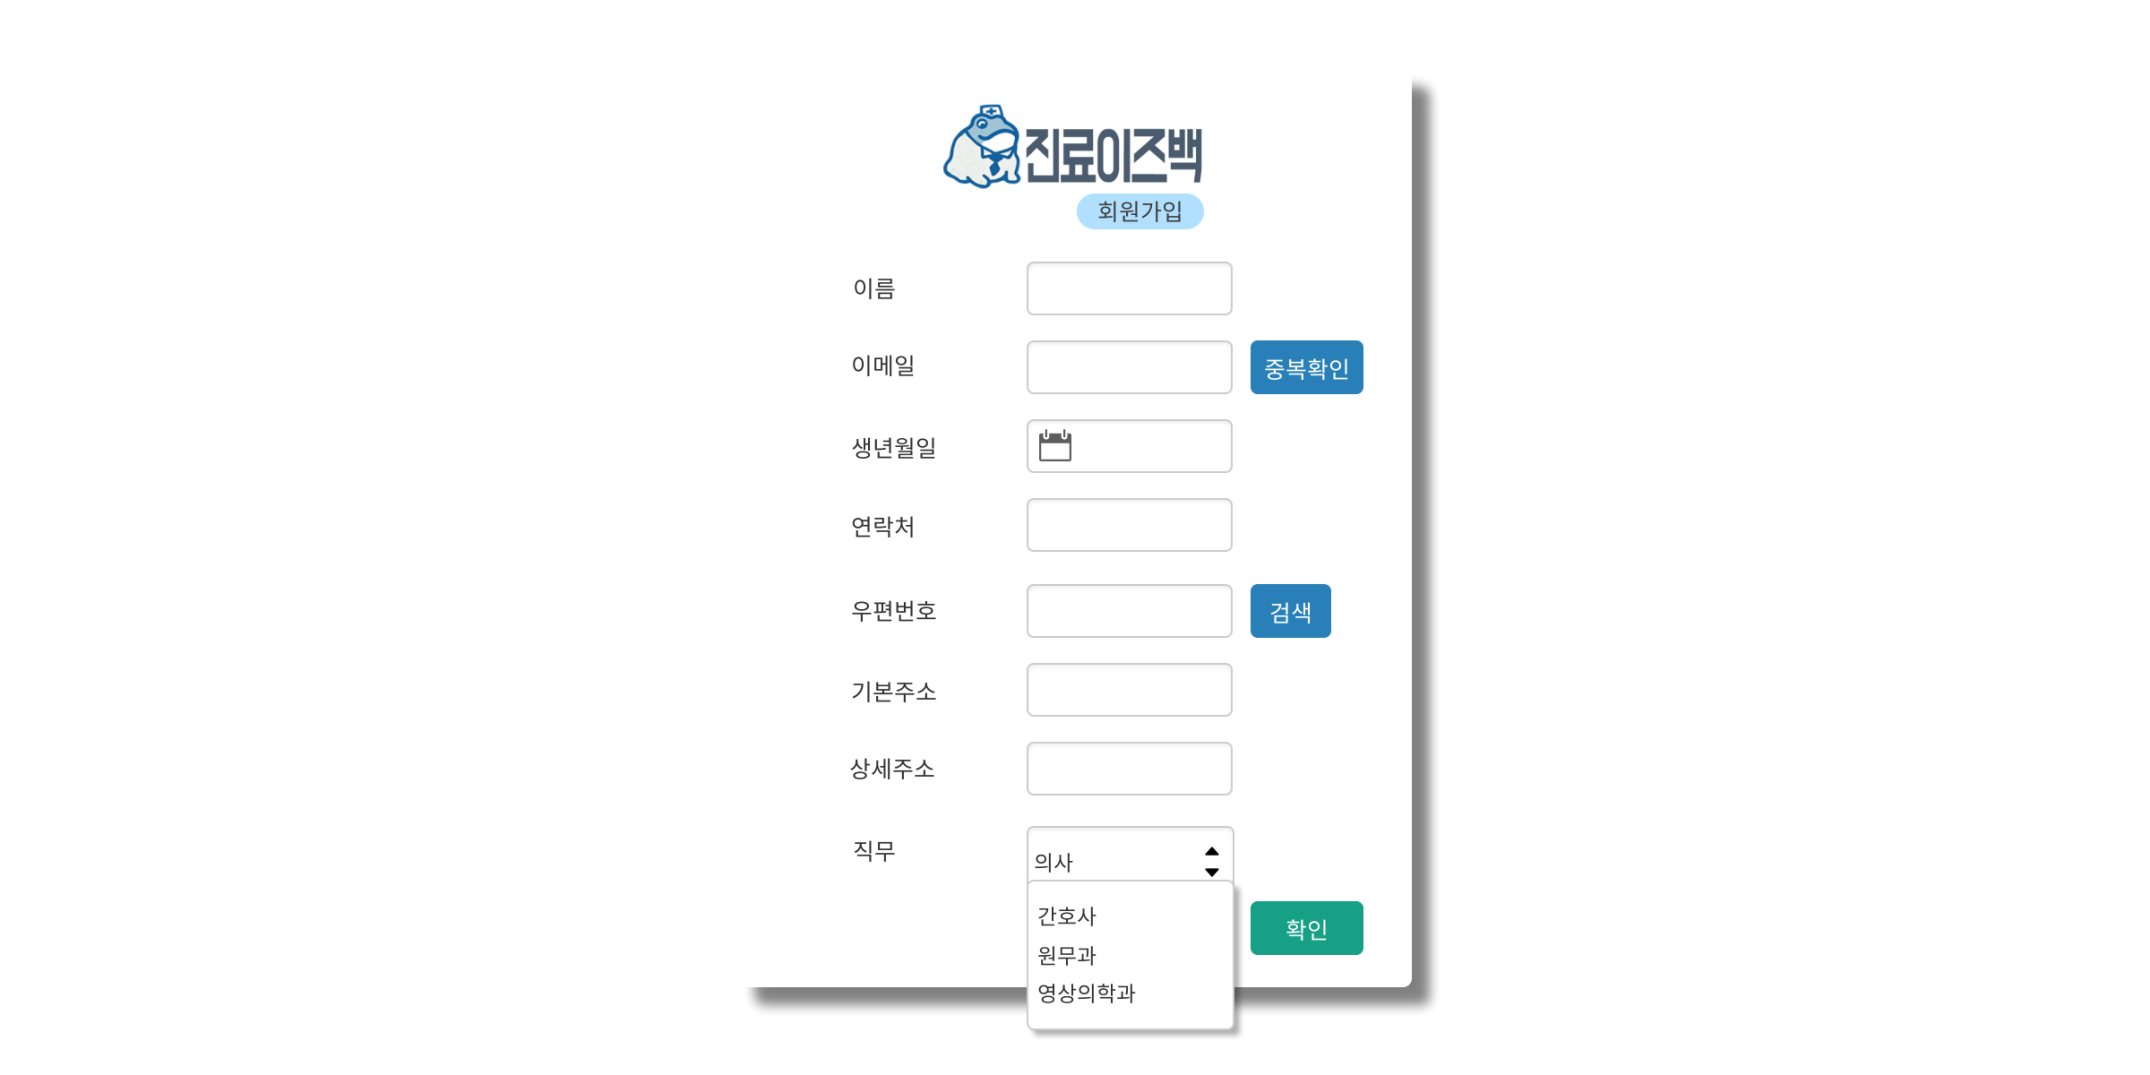 진료이즈백
회원가입
이름
이메일 중복확인
생년월일
연락처
우편번호 검색
기본주소
상세주소
직무 의사
간호사
확인
원무과
영상의학과